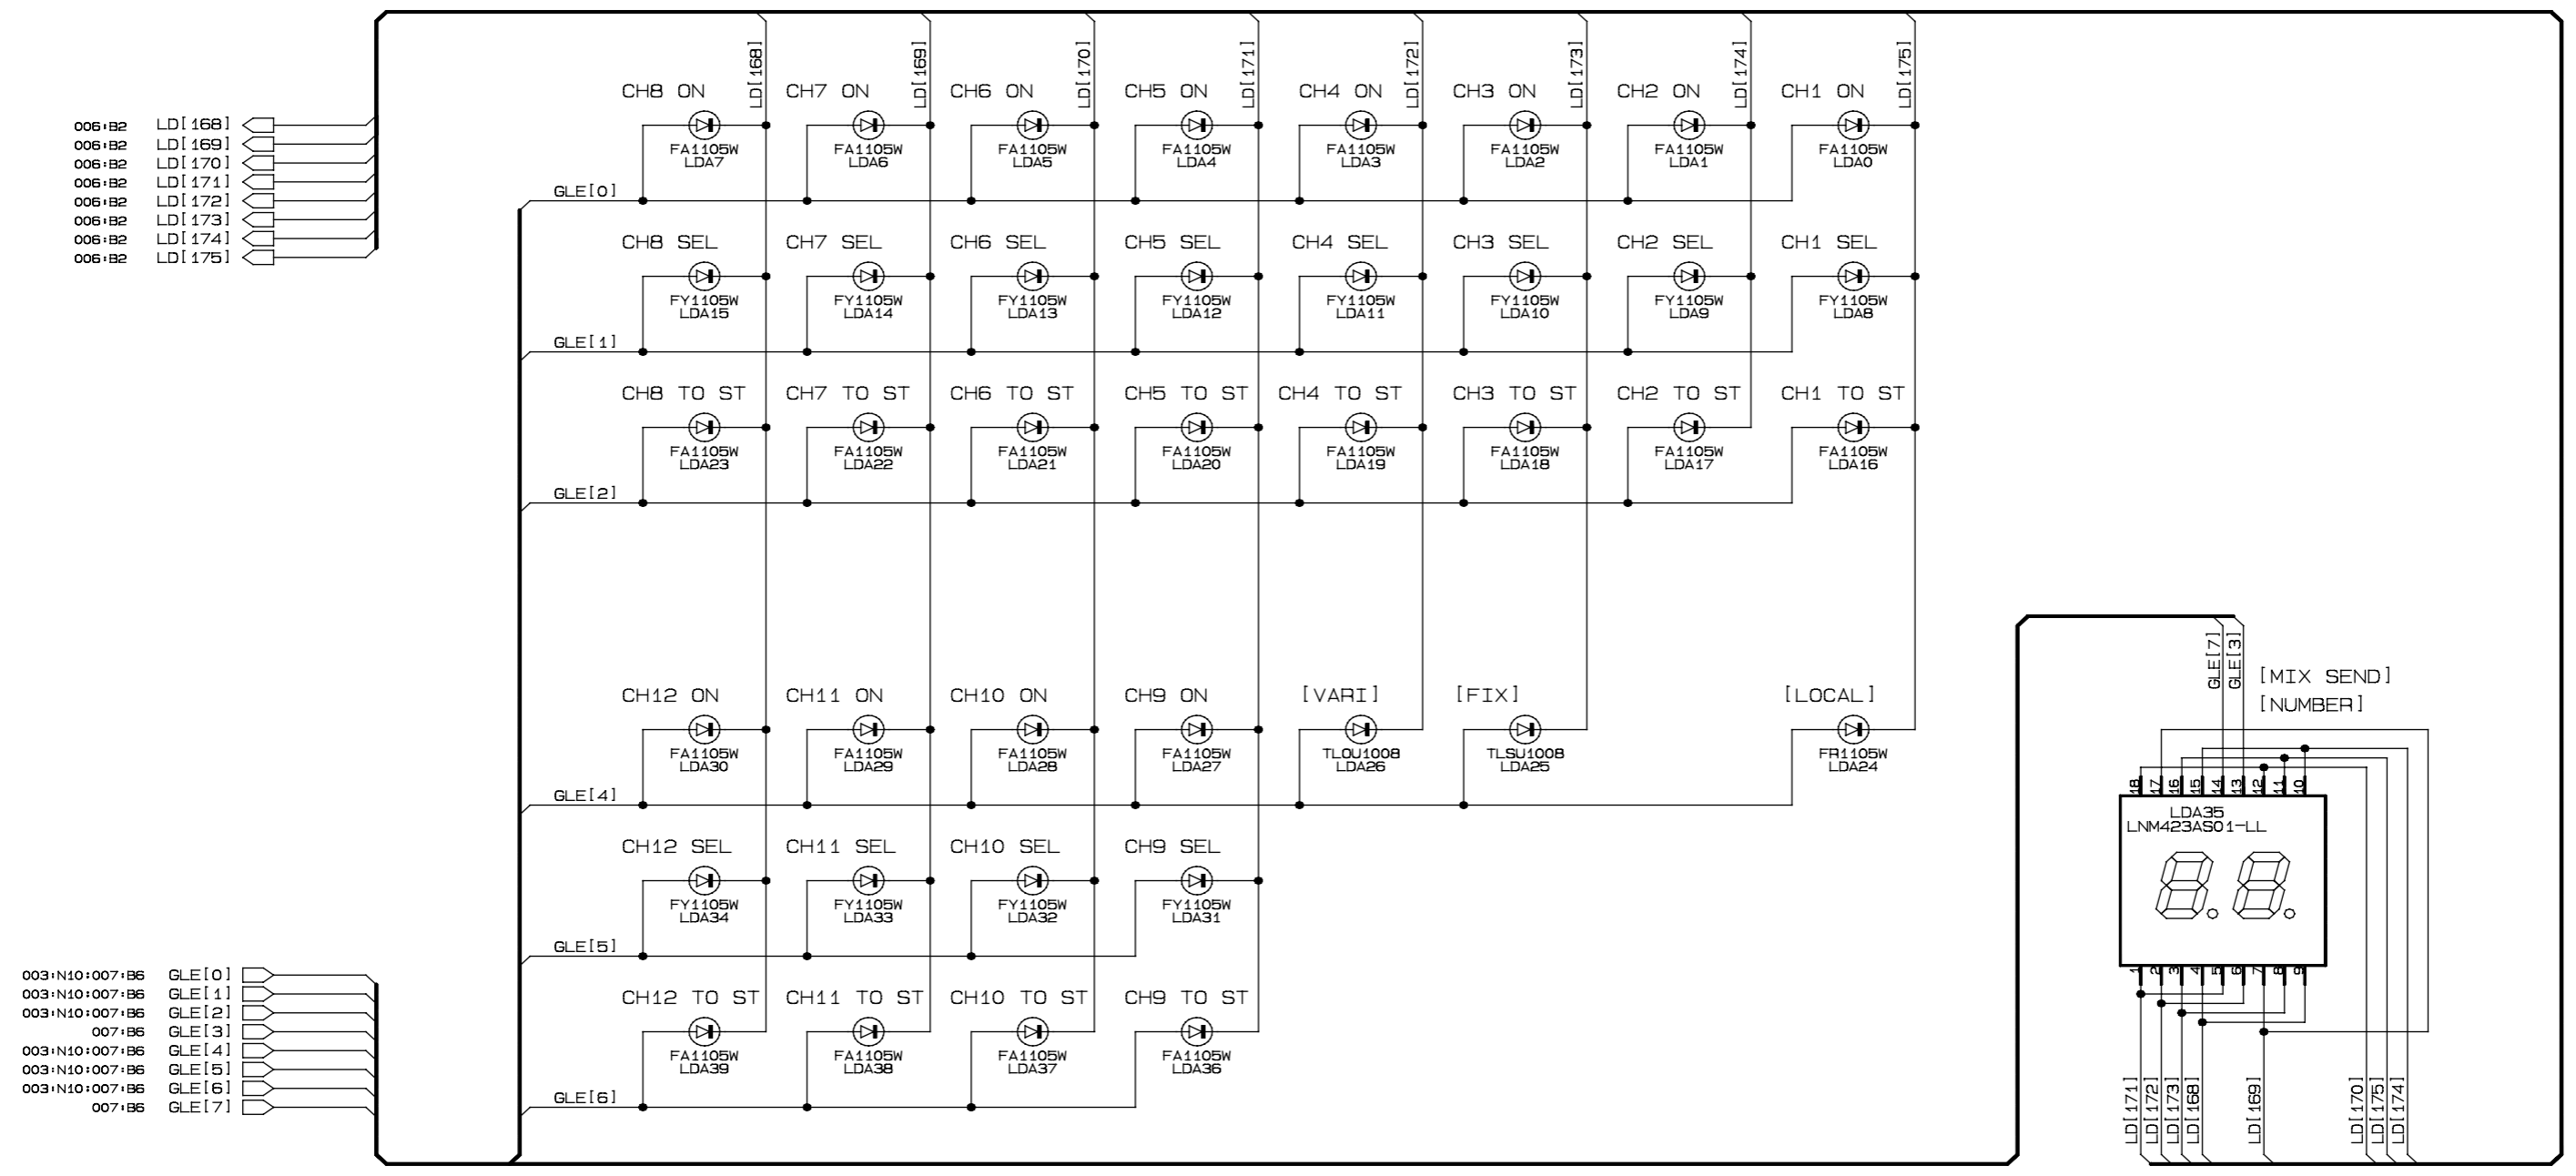 LD[168] LD[169] LD[170] LD[171] LD[172] LD[173] LD[174] LD[175]
CH8 ON CH7 ON CH6 ON CH5 ON CH4 ON CH3 ON CH2 ON CH1 ON
006:B2 LD[168]
006:B2 LD[169]
006:B2 LD[170]
006:B2 LD[171]
006:B2 LD[172]
006:B2 LD[173]
006:B2 LD[174]
006:B2 LD[175]
FA1105W FA1105W FA1105W FA1105W FA1105W FA1105W FA1105W FA1105W
LDA7 LDA6 LDA5 LDA4 LDA3 LDA2 LDA1 LDA0
GLE[0]
CH8 SEL CH7 SEL CH6 SEL CH5 SEL CH4 SEL CH3 SEL CH2 SEL CH1 SEL
FY1105W FY1105W FY1105W FY1105W FY1105W FY1105W FY1105W FY1105W
LDA15 LDA14 LDA13 LDA12 LDA11 LDA10 LDA9 LDA8
GLE[1]
CH8 TO ST CH7 TO ST CH6 TO ST CH5 TO ST CH4 TO ST CH3 TO ST CH2 TO ST CH1 TO ST
FA1105W FA1105W FA1105W FA1105W FA1105W FA1105W FA1105W FA1105W
LDA23 LDA22 LDA21 LDA20 LDA19 LDA18 LDA17 LDA16
GLE[2]
CH12 ON CH11 ON CH10 ON CH9 ON [VARI] [FIX] [LOCAL]
FA1105W FA1105W FA1105W FA1105W TLOU1008 TLSU1008 FR1105W
LDA30 LDA29 LDA28 LDA27 LDA26 LDA25 LDA24
GLE[4]
CH12 SEL CH11 SEL CH10 SEL CH9 SEL
FY1105W FY1105W FY1105W FY1105W
LDA34 LDA33 LDA32 LDA31
GLE[5]
CH12 TO ST CH11 TO ST CH10 TO ST CH9 TO ST
FA1105W FA1105W FA1105W FA1105W
LDA39 LDA38 LDA37 LDA36
GLE[6]
003:N10:007:B6 GLE[0]
003:N10:007:B6 GLE[1]
003:N10:007:B6 GLE[2]
007:B6 GLE[3]
003:N10:007:B6 GLE[4]
003:N10:007:B6 GLE[5]
003:N10:007:B6 GLE[6]
007:B6 GLE[7]
GLE[7] GLE[3]
[MIX SEND]
[NUMBER]
18 17 16 15 14 13 12 11 10
LDA35
LNM423AS01-LL
8.8.
1 2 3 4 5 6 7 8 9
LD[171] LD[172] LD[173] LD[168] LD[169] LD[170] LD[175] LD[174]